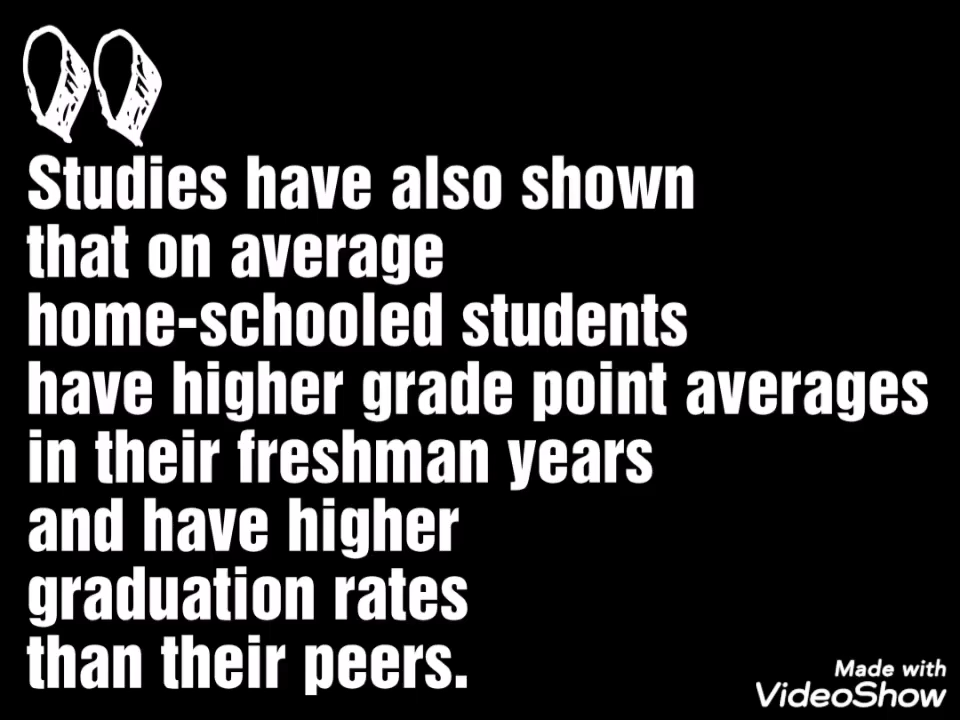 Studies have also shown
that on average
home-schooled students
have higher grade point averages
in their freshman years
and have higher
graduation rates
than their peers.
Made with
VideoShow